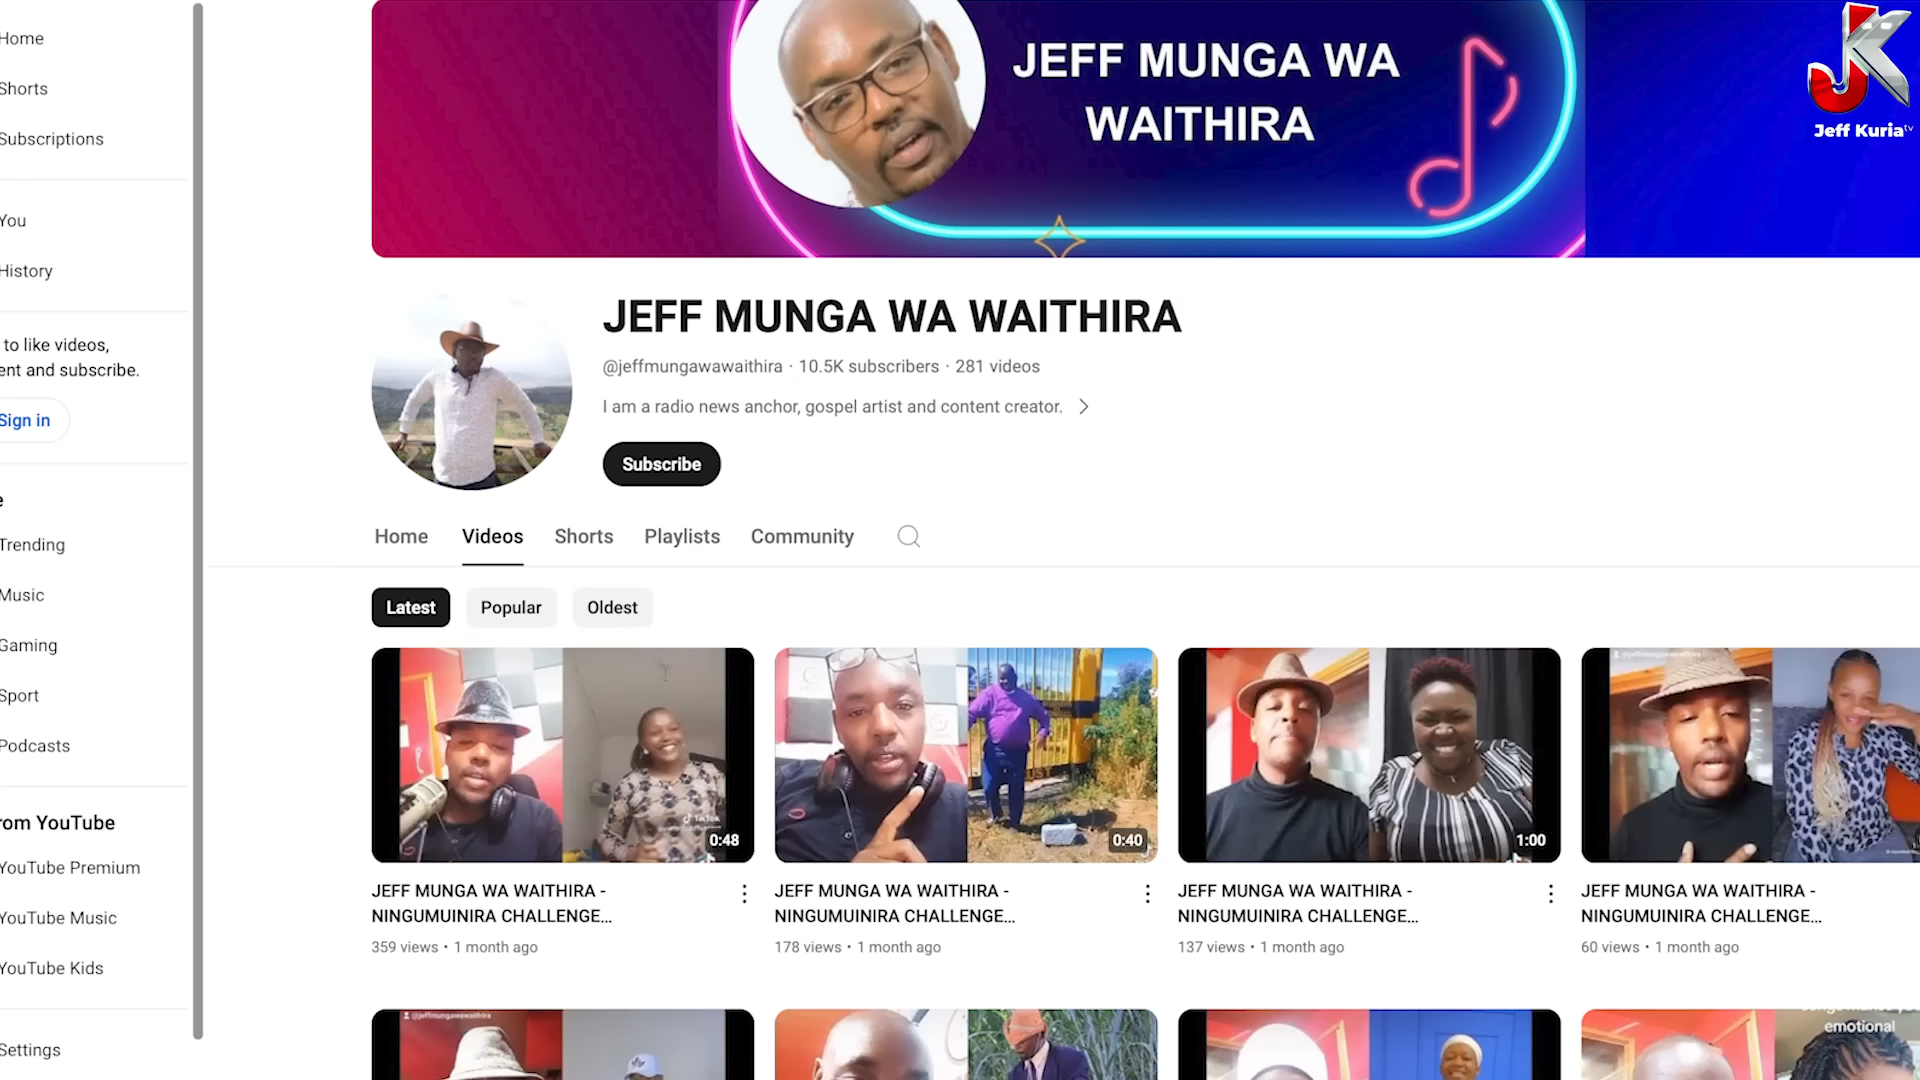 Home
Shorts
Subscriptions
You
History
to like videos,
ent and subscribe.
Sign in
e
Trending
Music
Gaming
Sport
Podcasts
rom YouTube
YouTube Premium
YouTube Music
YouTube Kids
Settings
JEFF MUNGA WA
WAITHIRA
Jeff Kuria tv
JEFF MUNGA WA WAITHIRA
@jeffmungawawaithira · 10.5K subscribers · 281 videos
I am a radio news anchor, gospel artist and content creator.
Subscribe
Home Videos Shorts Playlists Community
Latest Popular Oldest
TikTok
0:48
0:40
1:00
JEFF MUNGA WA WAITHIRA -
NINGUMUINIRA CHALLENGE...
359 views • 1 month ago
JEFF MUNGA WA WAITHIRA -
NINGUMUINIRA CHALLENGE...
178 views • 1 month ago
JEFF MUNGA WA WAITHIRA -
NINGUMUINIRA CHALLENGE...
137 views • 1 month ago
JEFF MUNGA WA WAITHIRA -
NINGUMUINIRA CHALLENGE...
60 views • 1 month ago
@jeffmungawawaithira
emotional